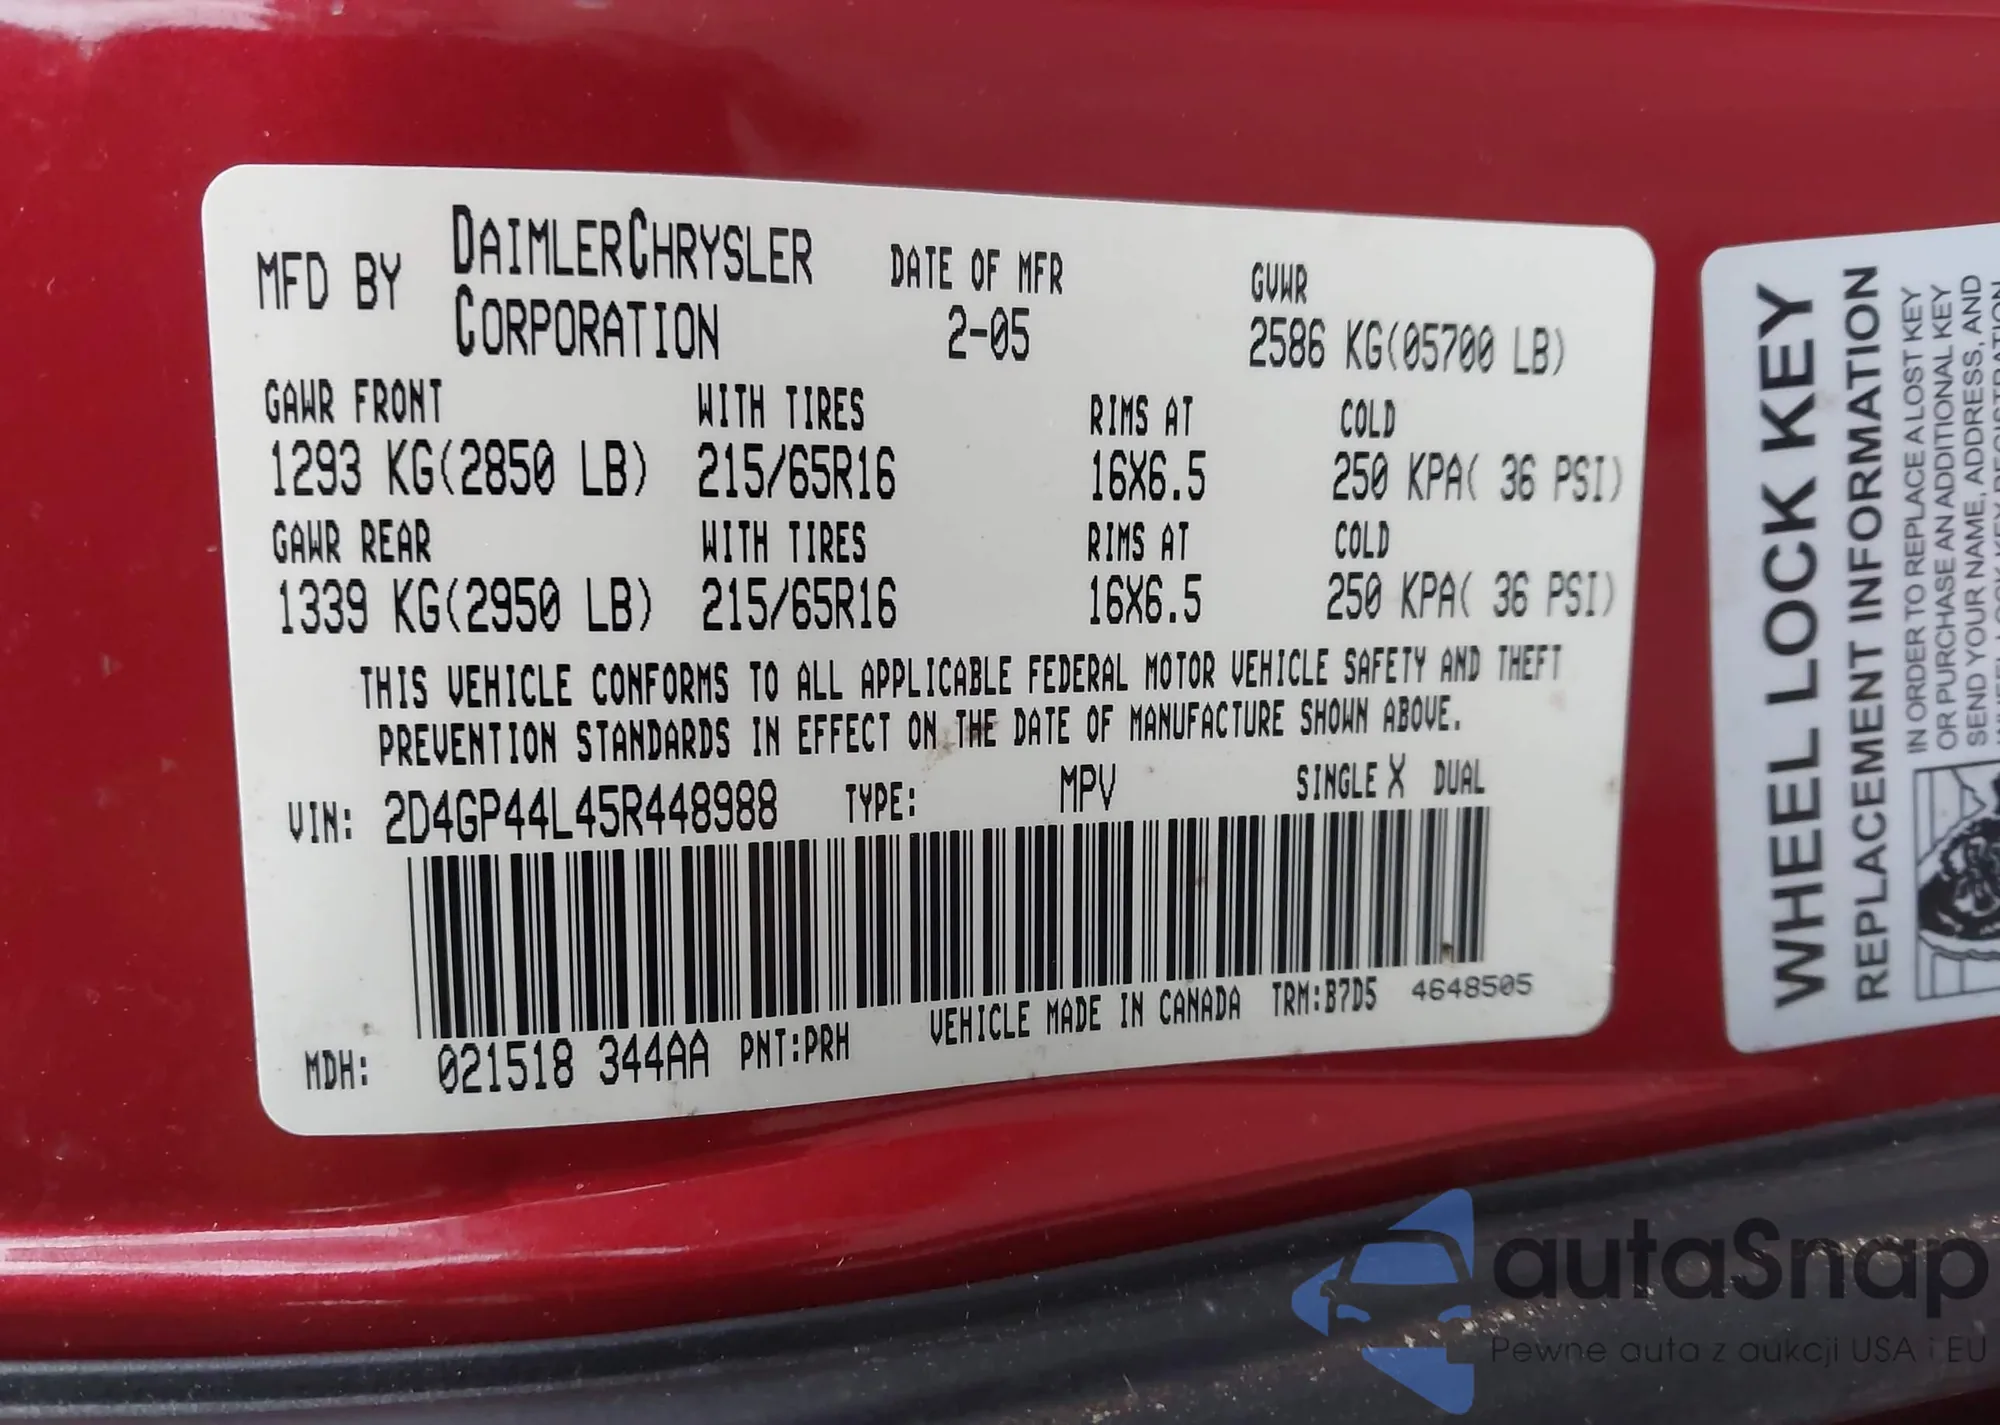 MFD BY DAIMLERCHRYSLER CORPORATION DATE OF MFR 2-05 GVWR 2586 KG(05700 LB)
GAWR FRONT WITH TIRES RIMS AT COLD
1293 KG(2850 LB) 215/65R16 16X6.5 250 KPA( 36 PSI)
GAWR REAR WITH TIRES RIMS AT COLD
1339 KG(2950 LB) 215/65R16 16X6.5 250 KPA( 36 PSI)
THIS VEHICLE CONFORMS TO ALL APPLICABLE FEDERAL MOTOR VEHICLE SAFETY AND THEFT
PREVENTION STANDARDS IN EFFECT ON THE DATE OF MANUFACTURE SHOWN ABOVE.
VIN: 2D4GP44L45R448988 TYPE: MPV SINGLE X DUAL
MDH: 021518 344AA PNT:PRH VEHICLE MADE IN CANADA TRM:B7D5 4648505
WHEEL LOCK KEY
REPLACEMENT INFORMATION
IN ORDER TO REPLACE A LOST KEY
OR PURCHASE AN ADDITIONAL KEY
SEND YOUR NAME, ADDRESS, AND
autaSnap
Pewne auta z aukcji USA i EU